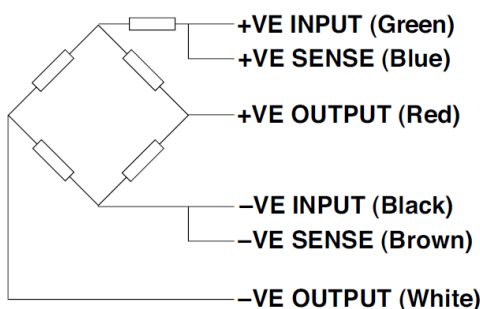 +VE INPUT (Green)
+VE SENSE (Blue)
+VE OUTPUT (Red)
–VE INPUT (Black)
–VE SENSE (Brown)
–VE OUTPUT (White)